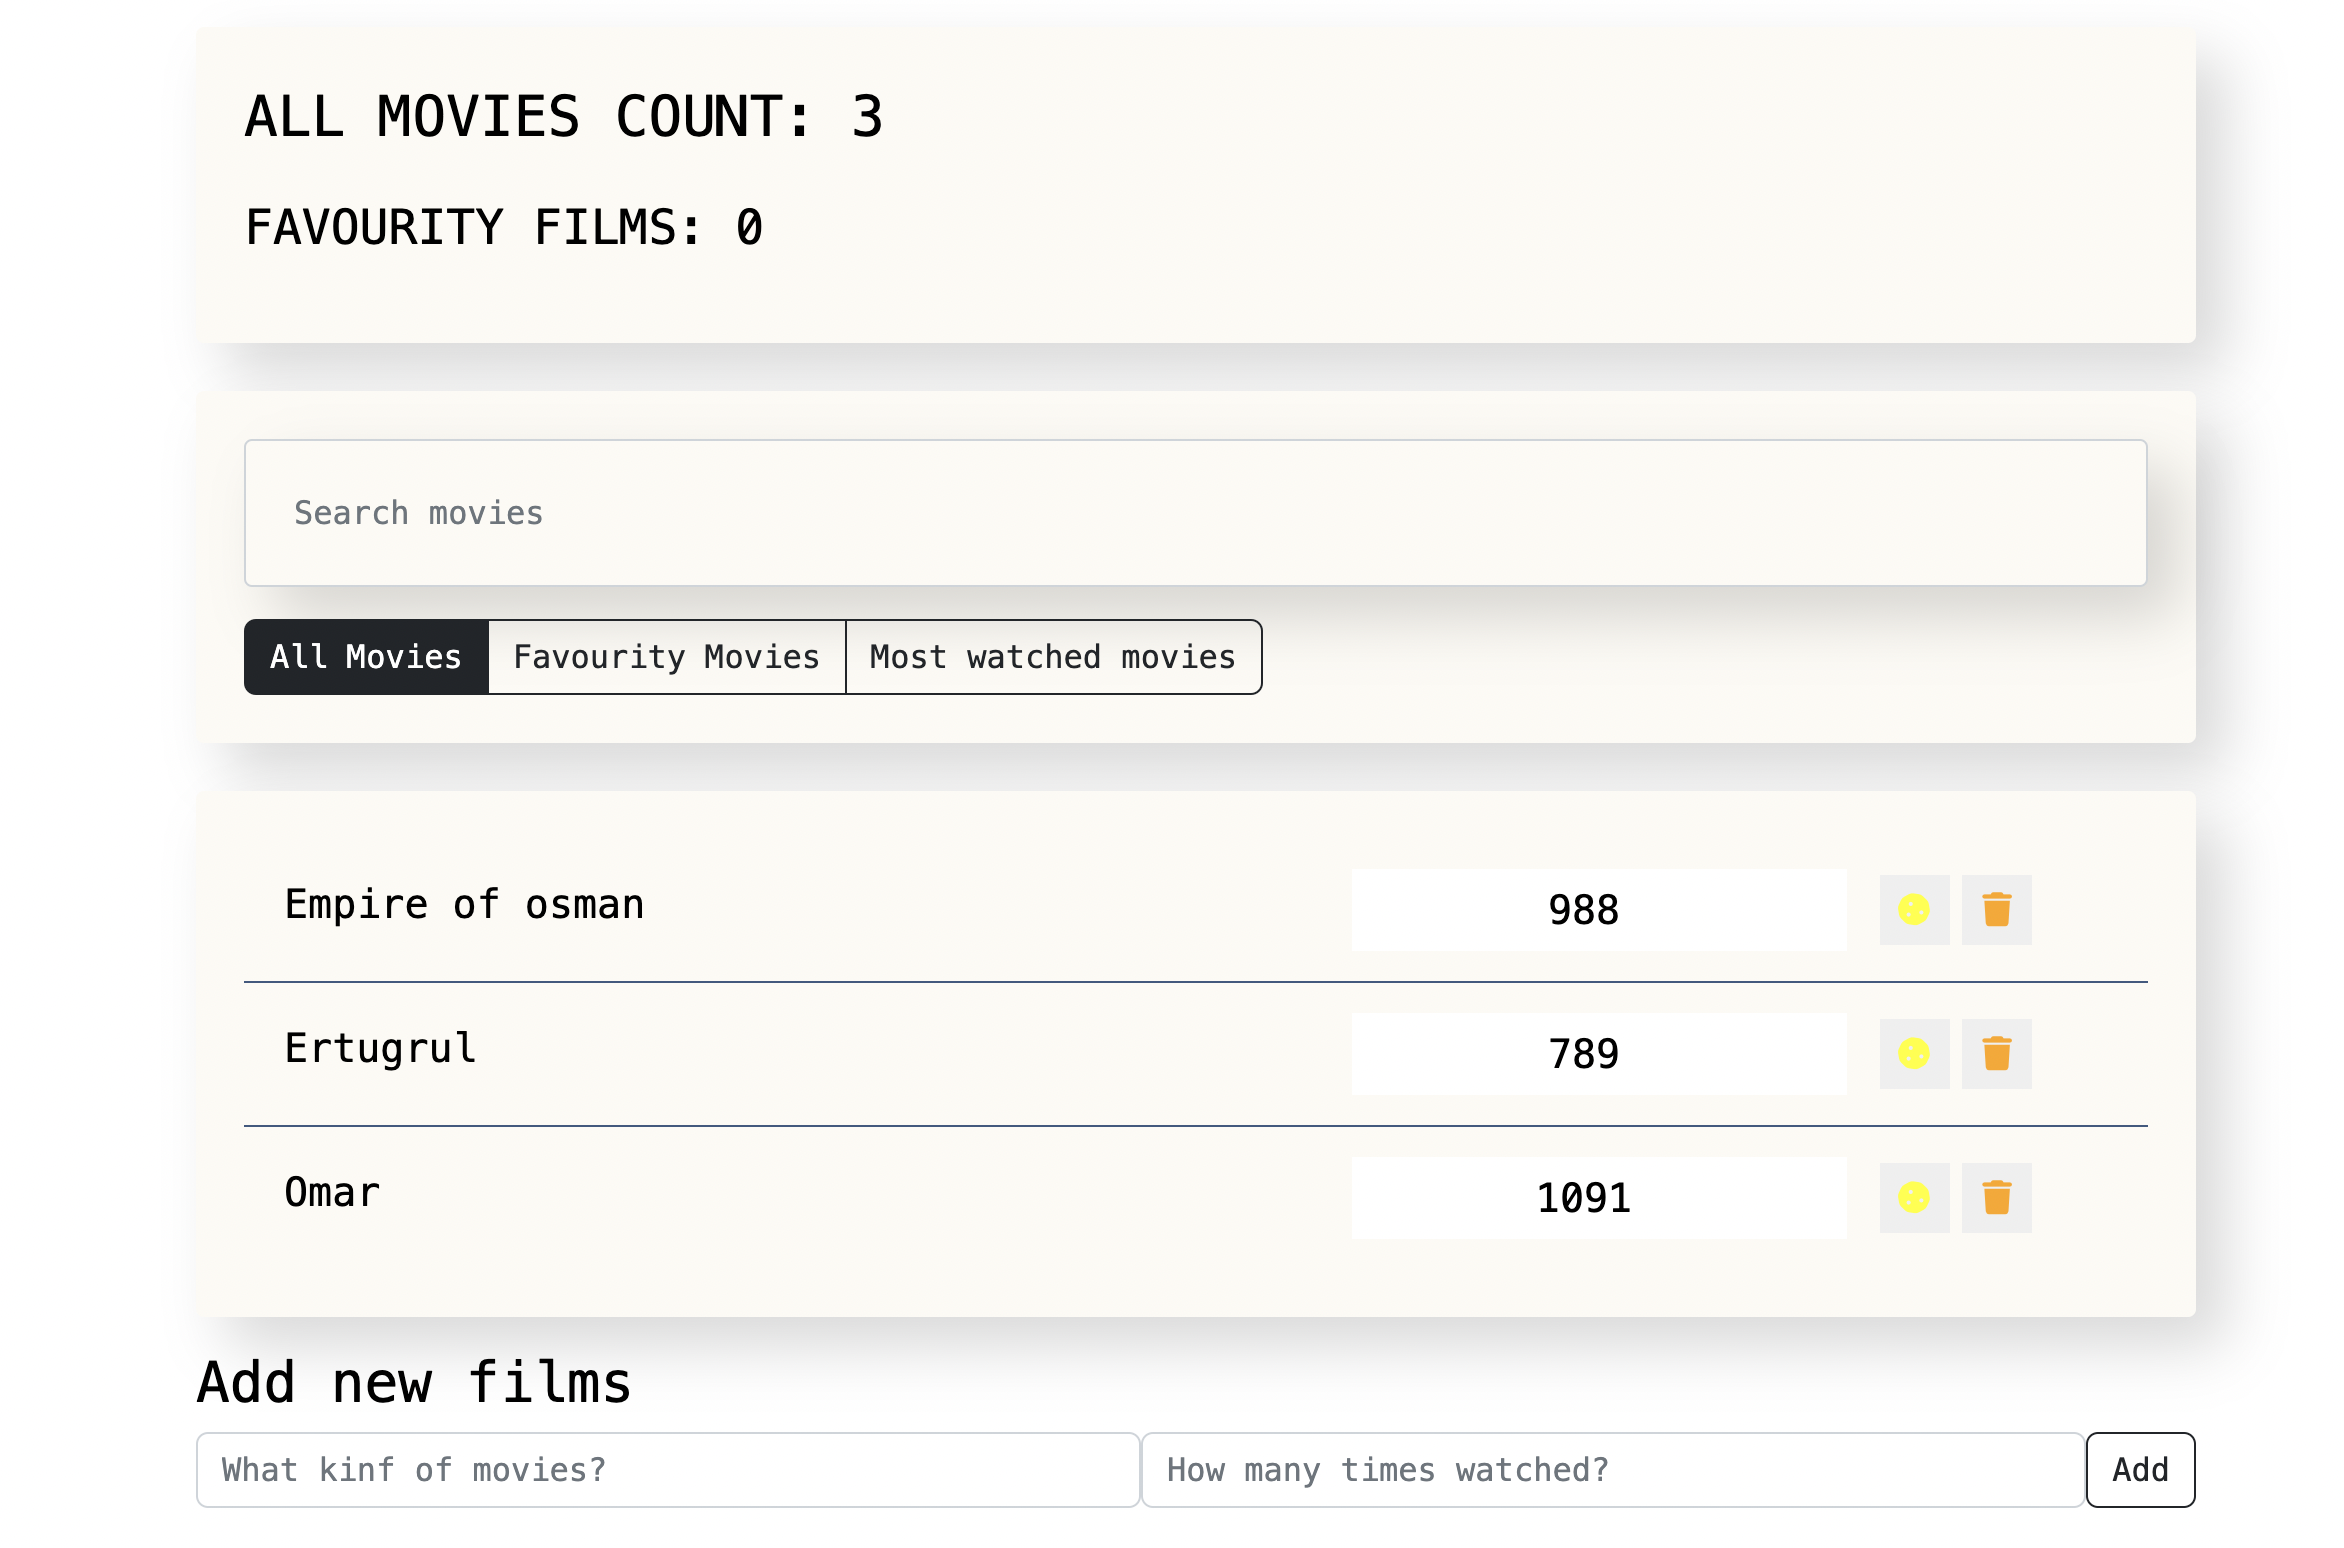 ALL MOVIES COUNT: 3
FAVOURITY FILMS: 0
Search movies
All Movies Favourity Movies Most watched movies
Empire of osman 988
Ertugrul 789
Omar 1091
Add new films
What kinf of movies? How many times watched? Add